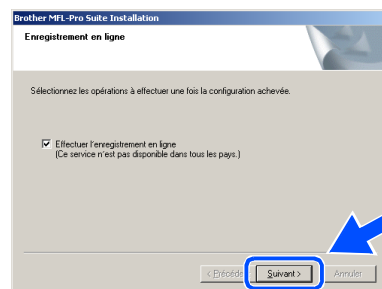 Brother MFL-Pro Suite Installation
Enregistrement en ligne
Sélectionnez les opérations à effectuer une fois la configuration achevée.
Effectuer l'enregistrement en ligne
(Ce service n'est pas disponible dans tous les pays.)
< Précéde Suivant > Annuler